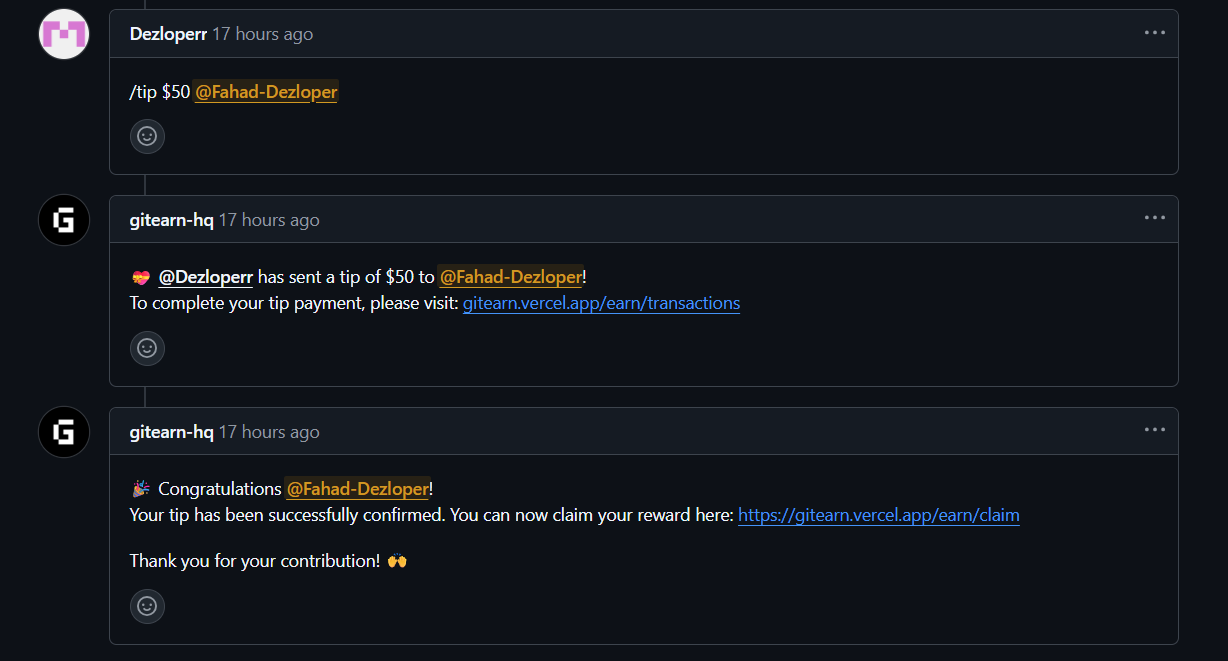 Dezloperr 17 hours ago
/tip $50 @Fahad-Dezloper
gitearn-hq 17 hours ago
💝 @Dezloperr has sent a tip of $50 to @Fahad-Dezloper!
To complete your tip payment, please visit: gitearn.vercel.app/earn/transactions
gitearn-hq 17 hours ago
🎉 Congratulations @Fahad-Dezloper!
Your tip has been successfully confirmed. You can now claim your reward here: https://gitearn.vercel.app/earn/claim
Thank you for your contribution! 🙌